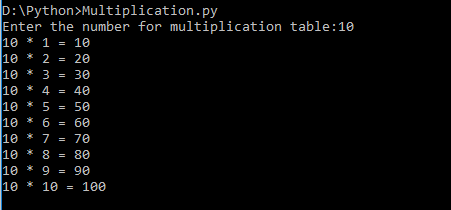 D:\Python>Multiplication.py
Enter the number for multiplication table:10
10 * 1 = 10
10 * 2 = 20
10 * 3 = 30
10 * 4 = 40
10 * 5 = 50
10 * 6 = 60
10 * 7 = 70
10 * 8 = 80
10 * 9 = 90
10 * 10 = 100